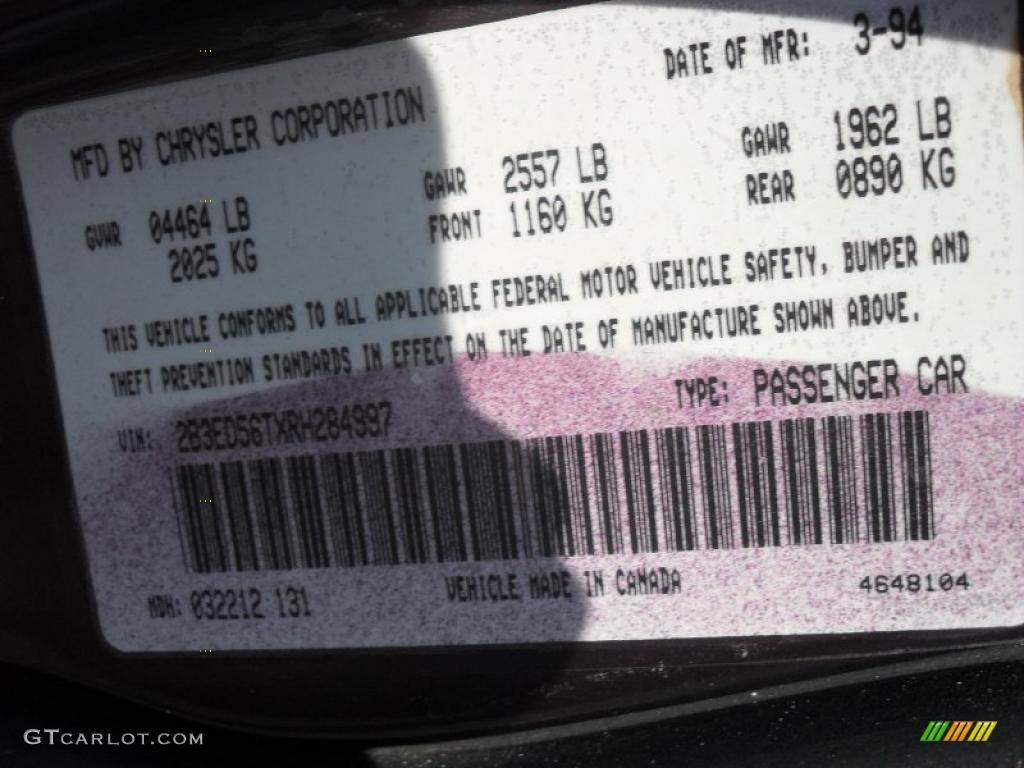 DATE OF MFR: 3-94
MFD BY CHRYSLER CORPORATION
GVWR 04464 LB
2025 KG
GAWR 2557 LB
FRONT 1160 KG
GAWR 1962 LB
REAR 0890 KG
THIS VEHICLE CONFORMS TO ALL APPLICABLE FEDERAL MOTOR VEHICLE SAFETY, BUMPER AND
THEFT PREVENTION STANDARDS IN EFFECT ON THE DATE OF MANUFACTURE SHOWN ABOVE.
VIN: 2B3ED56TXRH284997
TYPE: PASSENGER CAR
MDH: 032212 131
VEHICLE MADE IN CANADA
4648104
GTCARLOT.COM